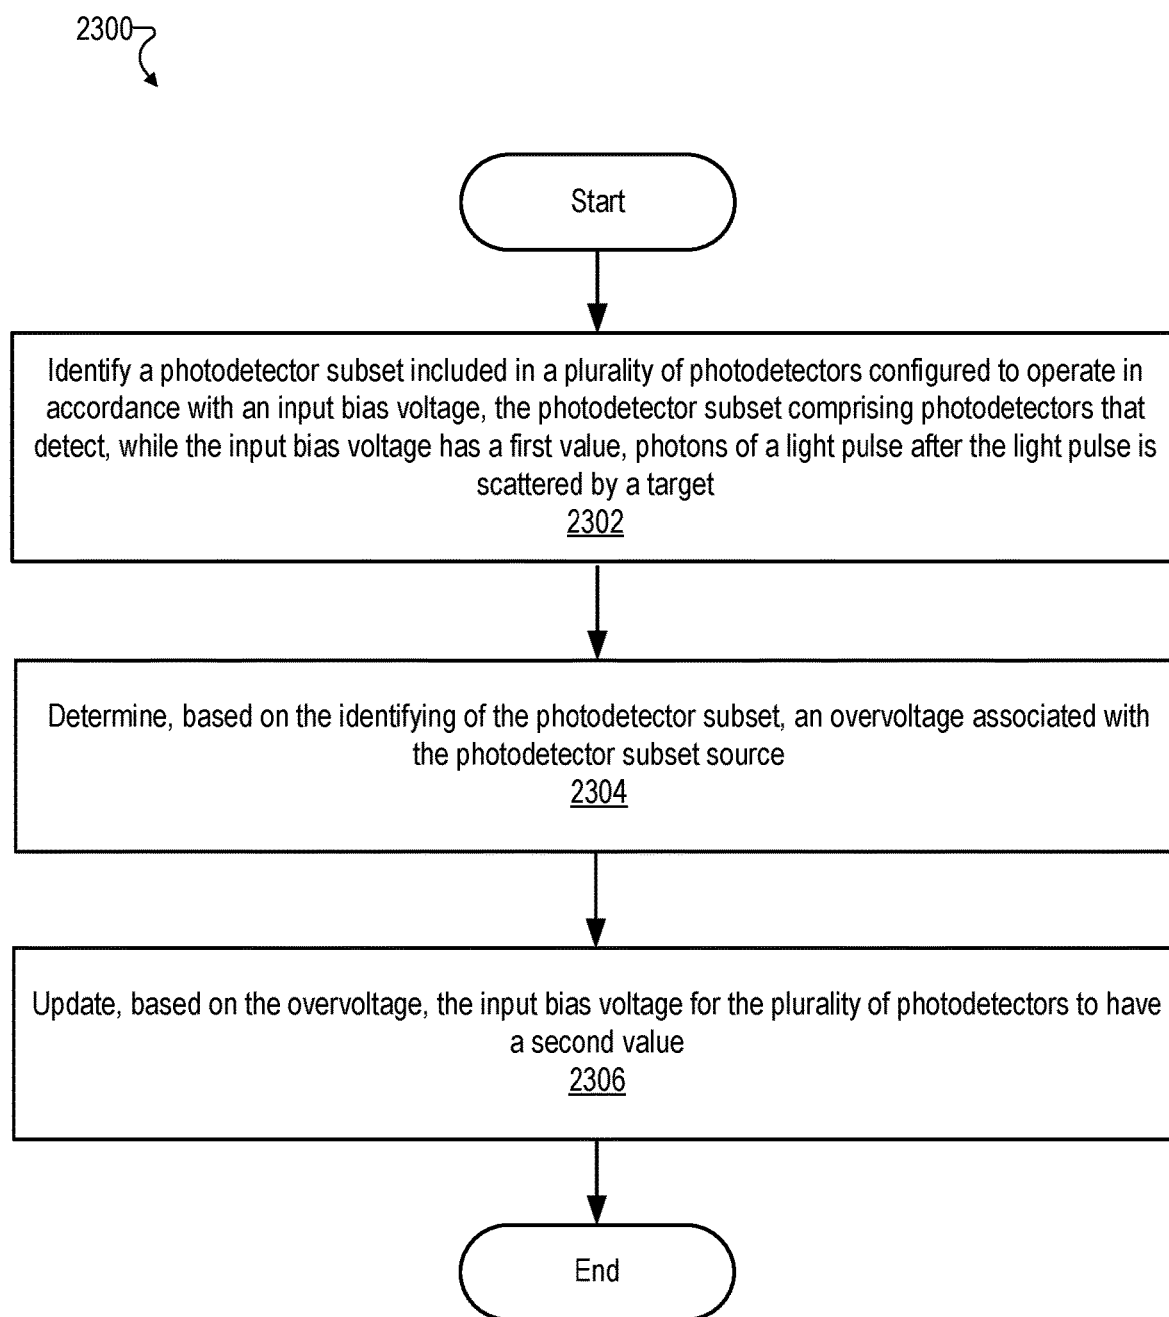 2300
Start
Identify a photodetector subset included in a plurality of photodetectors configured to operate in
accordance with an input bias voltage, the photodetector subset comprising photodetectors that
detect, while the input bias voltage has a first value, photons of a light pulse after the light pulse is
scattered by a target
2302
Determine, based on the identifying of the photodetector subset, an overvoltage associated with
the photodetector subset source
2304
Update, based on the overvoltage, the input bias voltage for the plurality of photodetectors to have
a second value
2306
End